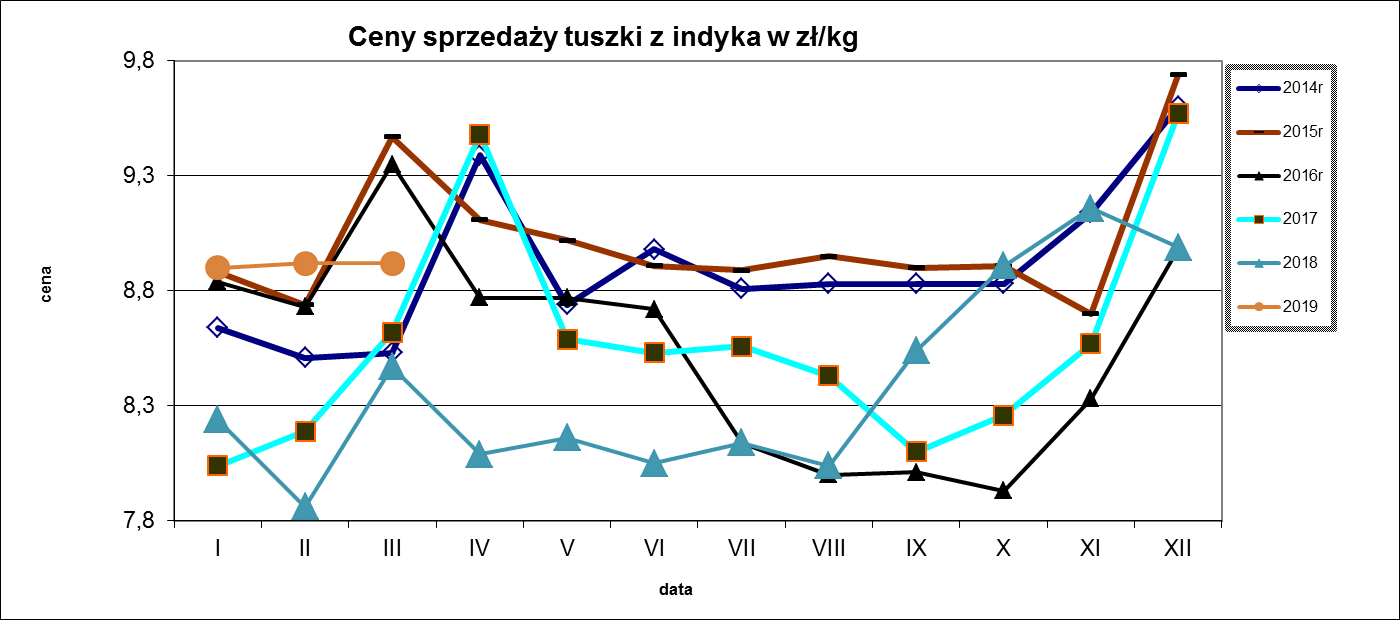 Ceny sprzedaży tuszki z indyka w zł/kg
9,8
9,3
8,8
8,3
7,8
cena
I II III IV V VI VII VIII IX X XI XII
data
2014r
2015r
2016r
2017
2018
2019